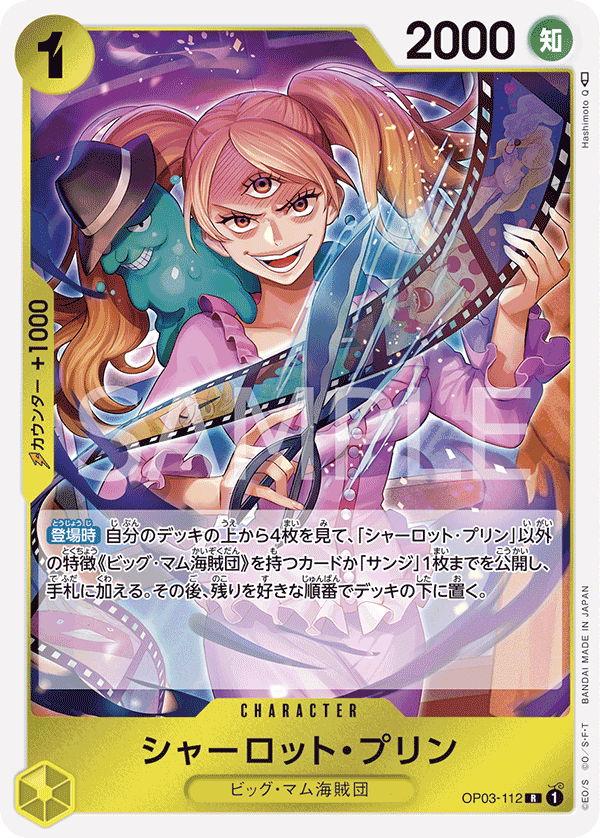 1
2000 知
Hashimoto Q
カウンター +1000
SAMPLE
登場時 自分のデッキの上から4枚を見て、「シャーロット・プリン」以外
の特徴《ビッグ・マム海賊団》を持つカードか「サンジ」1枚までを公開し、
手札に加える。その後、残りを好きな順番でデッキの下に置く。
CHARACTER
シャーロット・プリン
ビッグ・マム海賊団
OP03-112 R 1
©E.O/S ©O/S・F・T BANDAI MADE IN JAPAN